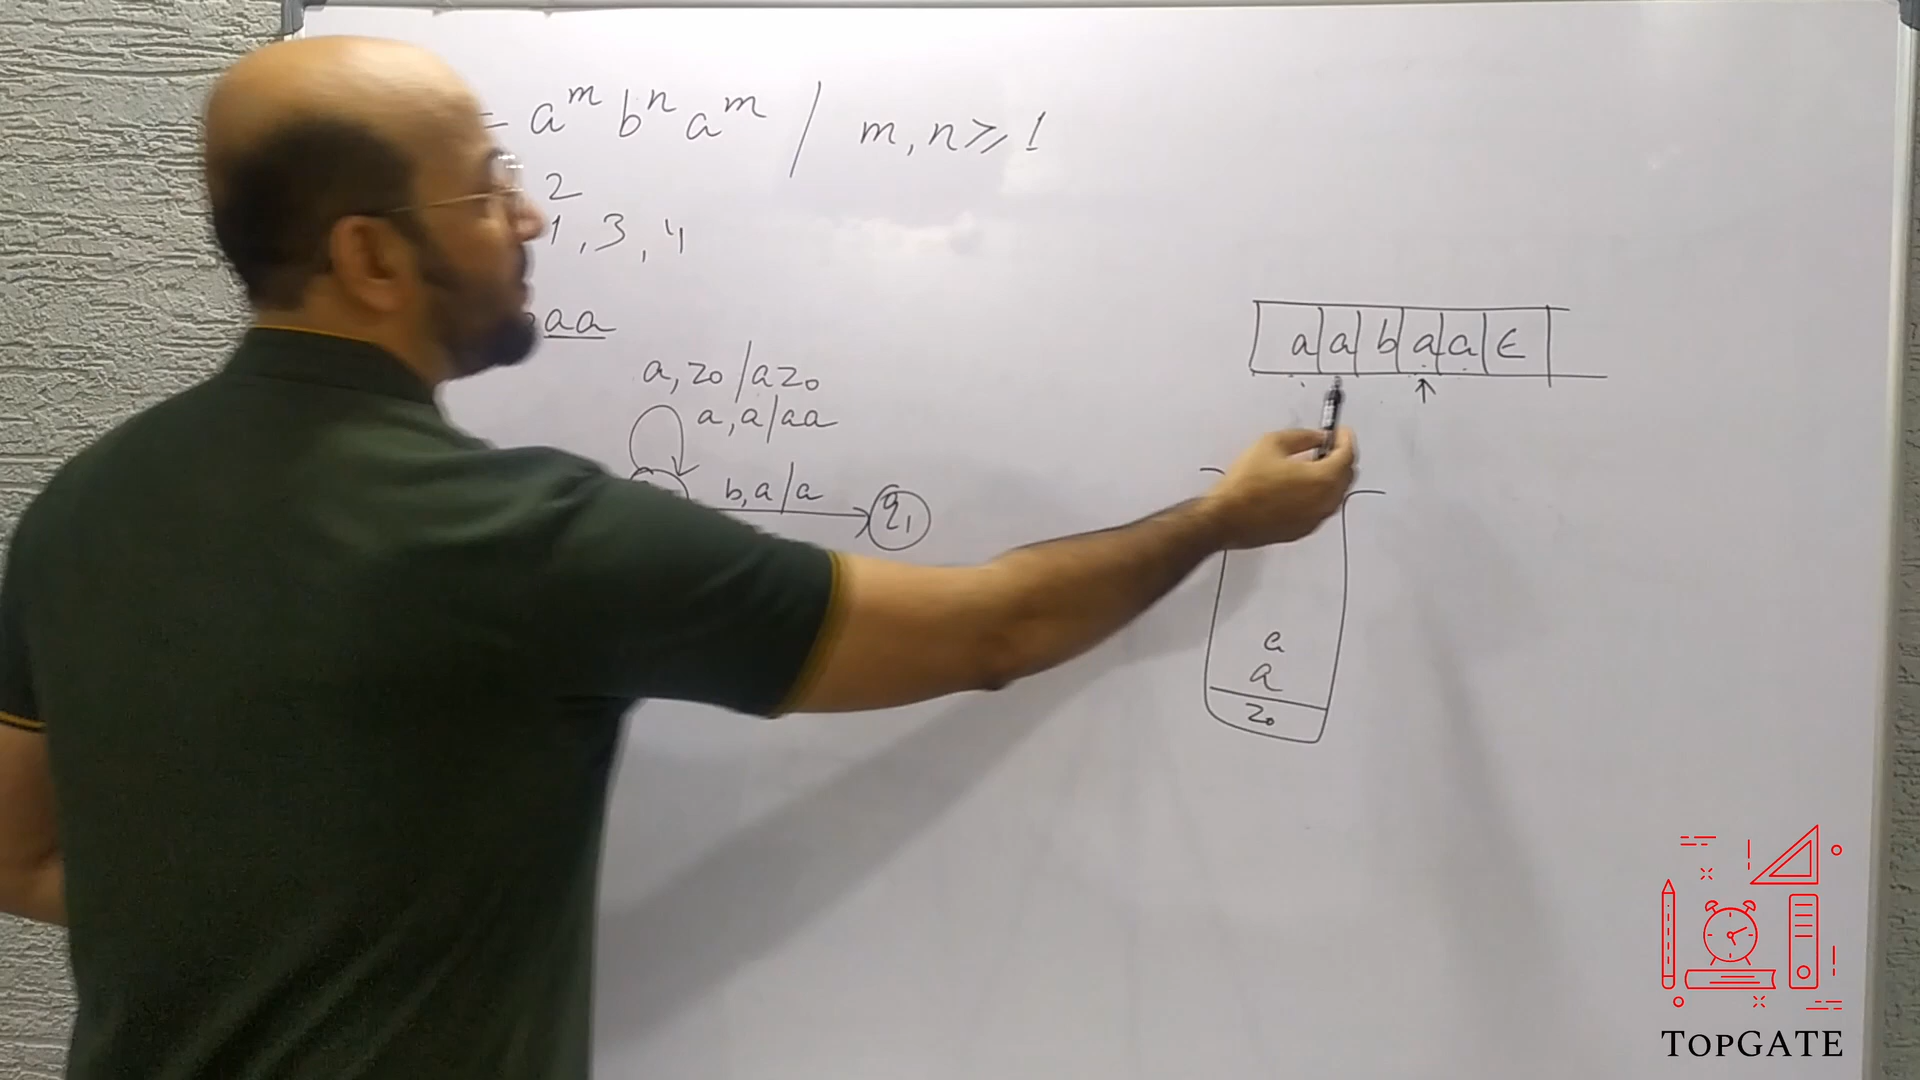 = a^m b^n a^m / m, n ≥ 1
2
1, 3, 4
aa
a, z₀ / a z₀
a, a / aa
b, a / a
q₁
a a b a a ε
a
a
z₀
TOPGATE